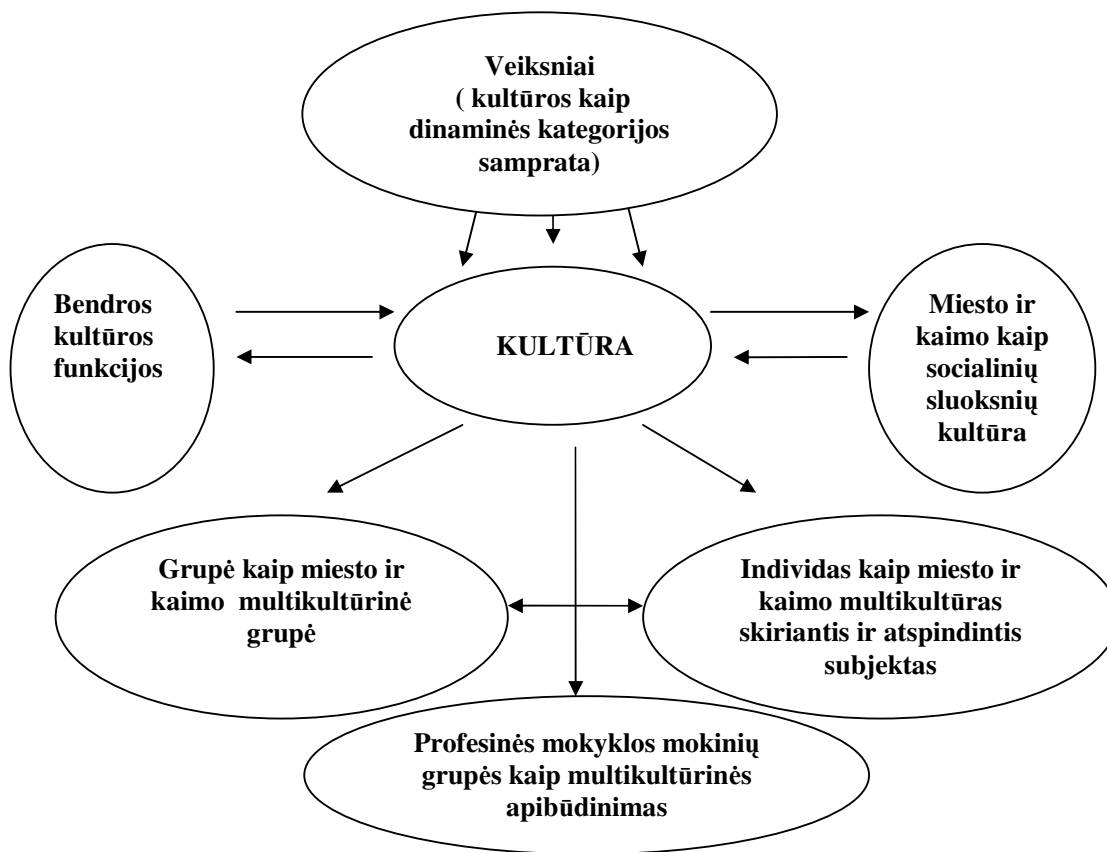 Veiksniai
( kultūros kaip
dinaminės kategorijos
samprata)
Bendros
kultūros
funkcijos
KULTŪRA
Miesto ir
kaimo kaip
socialinių
sluoksnių
kultūra
Grupė kaip miesto ir
kaimo multikultūrinė
grupė
Individas kaip miesto ir
kaimo multikultūras
skiriantis ir atspindintis
subjektas
Profesinės mokyklos mokinių
grupės kaip multikultūrinės
apibūdinimas